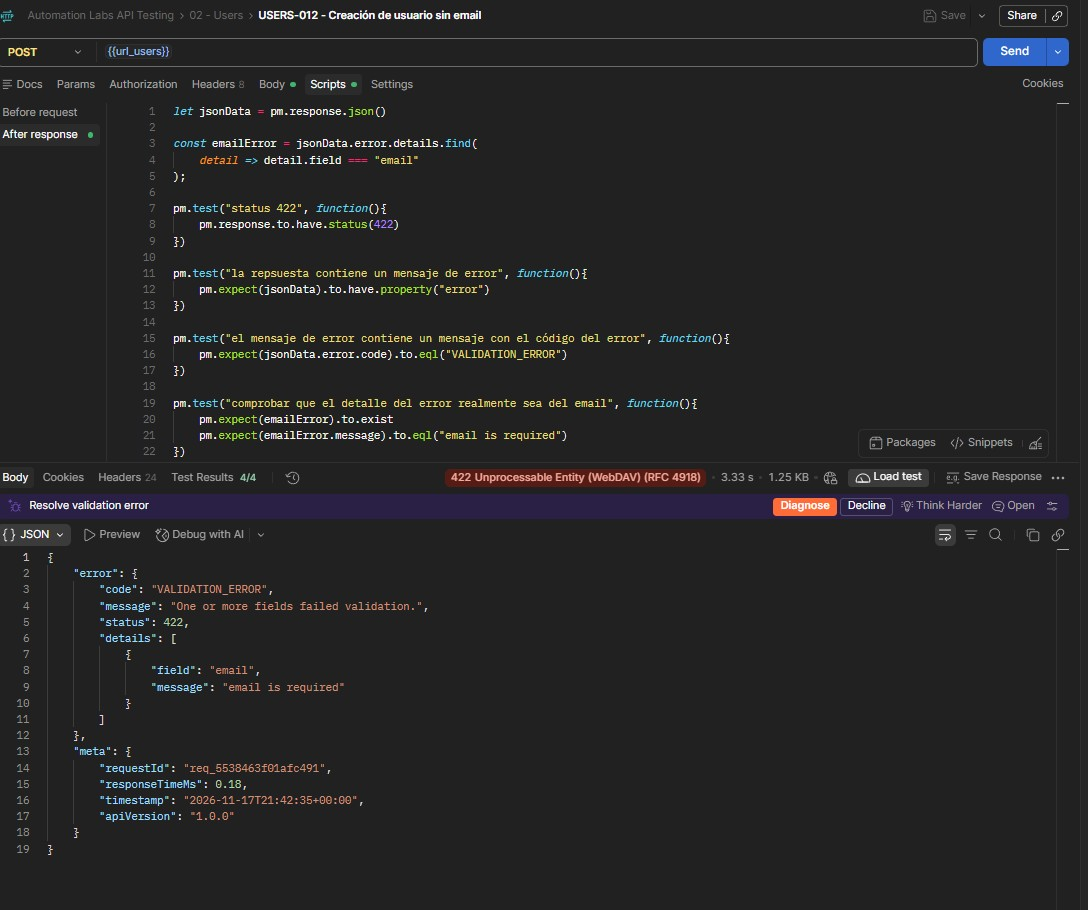 HTTP Automation Labs API Testing > 02 - Users > USERS-012 - Creación de usuario sin email Save Share
POST {{url_users}} Send
Docs Params Authorization Headers 8 Body Scripts Settings Cookies
Before request
After response
1 let jsonData = pm.response.json()
2
3 const emailError = jsonData.error.details.find(
4 detail => detail.field === "email"
5 );
6
7 pm.test("status 422", function(){
8 pm.response.to.have.status(422)
9 })
10
11 pm.test("la repsuesta contiene un mensaje de error", function(){
12 pm.expect(jsonData).to.have.property("error")
13 })
14
15 pm.test("el mensaje de error contiene un mensaje con el código del error", function(){
16 pm.expect(jsonData.error.code).to.eql("VALIDATION_ERROR")
17 })
18
19 pm.test("comprobar que el detalle del error realmente sea del email", function(){
20 pm.expect(emailError).to.exist
21 pm.expect(emailError.message).to.eql("email is required")
22 })
Packages </> Snippets
Body Cookies Headers 24 Test Results 4/4 422 Unprocessable Entity (WebDAV) (RFC 4918) · 3.33 s · 1.25 KB Load test e.g. Save Response
Resolve validation error Diagnose Decline Think Harder Open
{ } JSON Preview Debug with AI
1 {
2 "error": {
3 "code": "VALIDATION_ERROR",
4 "message": "One or more fields failed validation.",
5 "status": 422,
6 "details": [
7 {
8 "field": "email",
9 "message": "email is required"
10 }
11 ]
12 },
13 "meta": {
14 "requestId": "req_5538463f01afc491",
15 "responseTimeMs": 0.18,
16 "timestamp": "2026-11-17T21:42:35+00:00",
17 "apiVersion": "1.0.0"
18 }
19 }